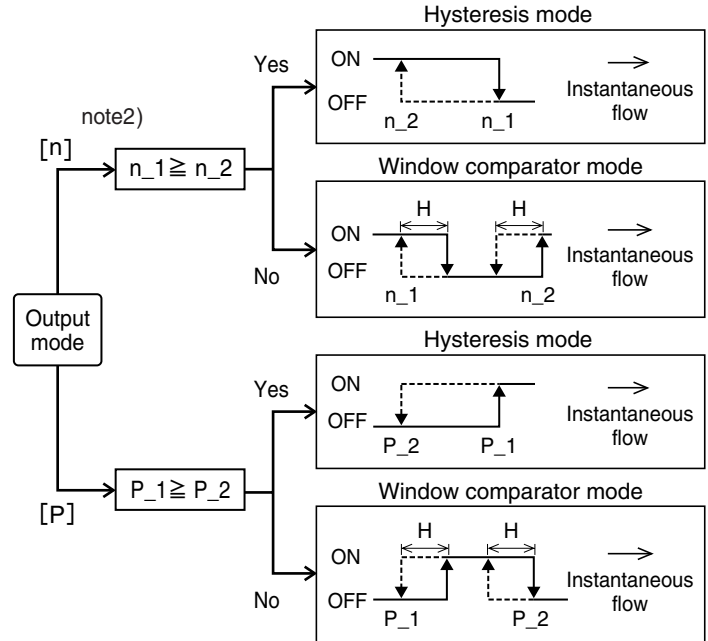 Hysteresis mode
Yes
ON
OFF
n_2 n_1
Instantaneous
flow
note2)
[n]
n_1≧ n_2
Window comparator mode
H H
ON
OFF
n_1 n_2
Instantaneous
flow
No
Output
mode
Hysteresis mode
Yes
ON
OFF
P_2 P_1
Instantaneous
flow
P_1≧ P_2
[P]
Window comparator mode
H H
ON
OFF
P_1 P_2
Instantaneous
flow
No